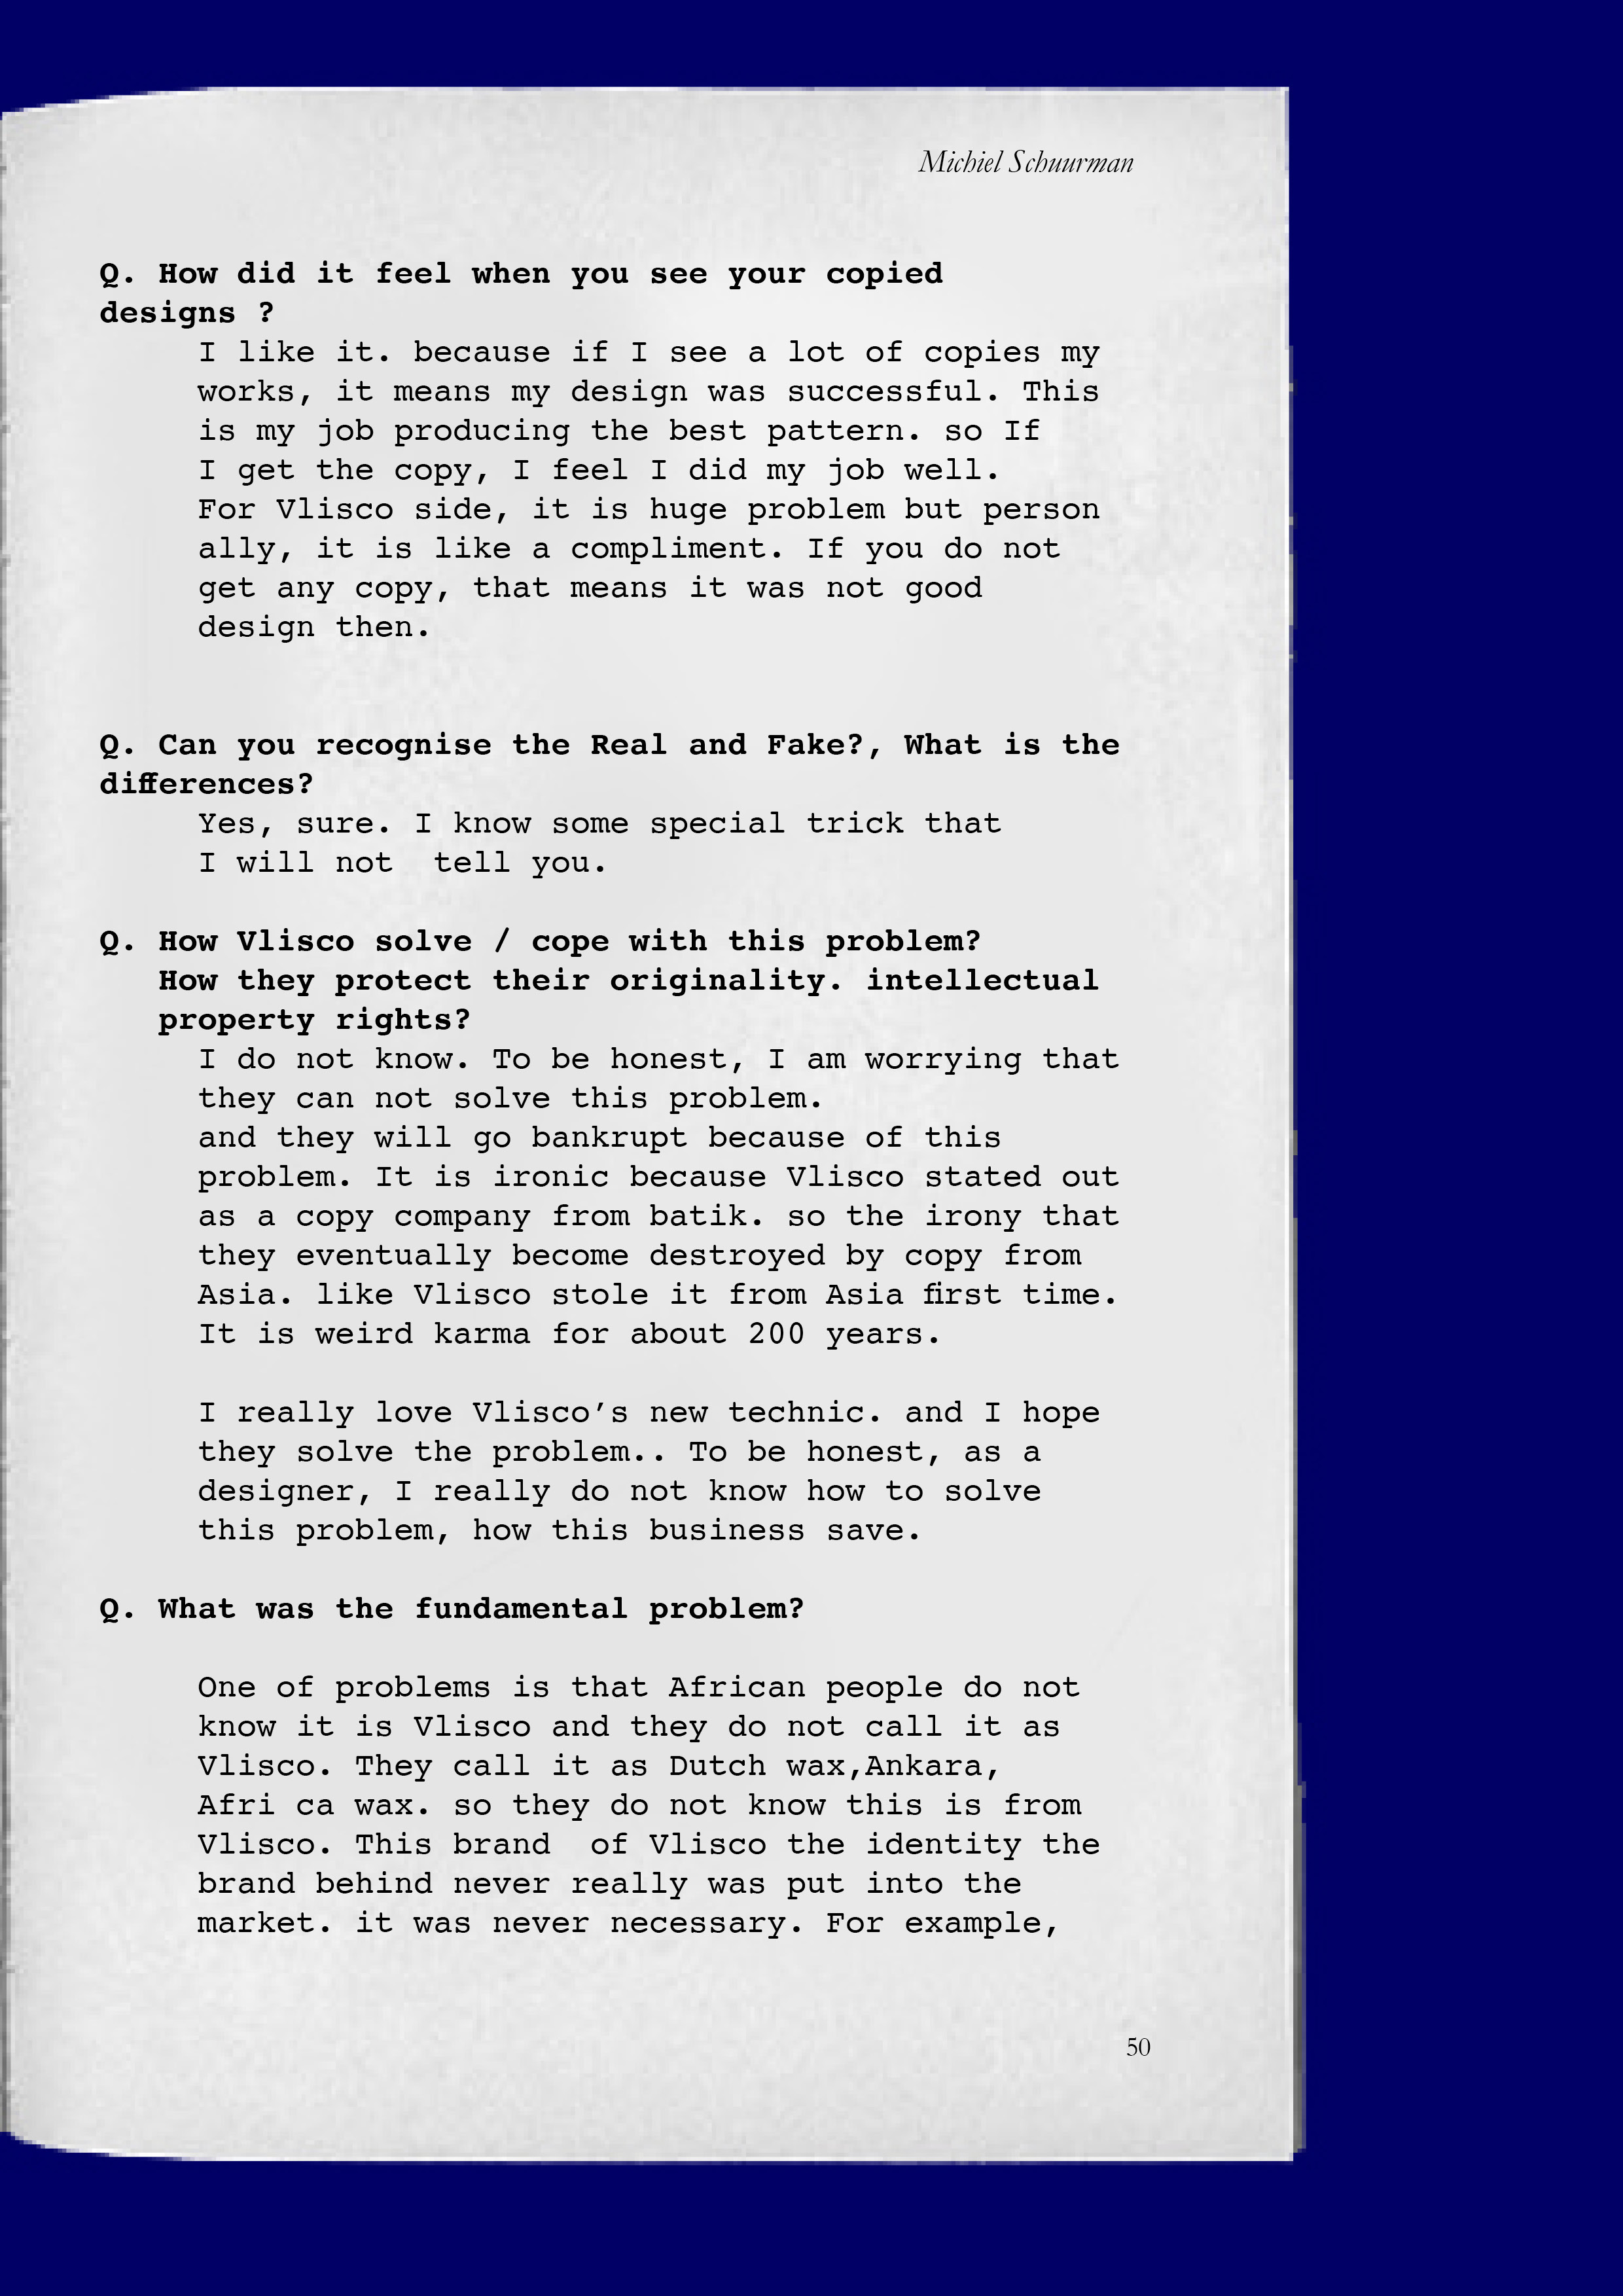 Michiel Schuurman
Q. How did it feel when you see your copied
designs ?
I like it. because if I see a lot of copies my
works, it means my design was successful. This
is my job producing the best pattern. so If
I get the copy, I feel I did my job well.
For Vlisco side, it is huge problem but person
ally, it is like a compliment. If you do not
get any copy, that means it was not good
design then.
Q. Can you recognise the Real and Fake?, What is the
differences?
Yes, sure. I know some special trick that
I will not  tell you.
Q. How Vlisco solve / cope with this problem?
How they protect their originality. intellectual
property rights?
I do not know. To be honest, I am worrying that
they can not solve this problem.
and they will go bankrupt because of this
problem. It is ironic because Vlisco stated out
as a copy company from batik. so the irony that
they eventually become destroyed by copy from
Asia. like Vlisco stole it from Asia first time.
It is weird karma for about 200 years.
I really love Vlisco’s new technic. and I hope
they solve the problem.. To be honest, as a
designer, I really do not know how to solve
this problem, how this business save.
Q. What was the fundamental problem?
One of problems is that African people do not
know it is Vlisco and they do not call it as
Vlisco. They call it as Dutch wax,Ankara,
Afri ca wax. so they do not know this is from
Vlisco. This brand  of Vlisco the identity the
brand behind never really was put into the
market. it was never necessary. For example,
50